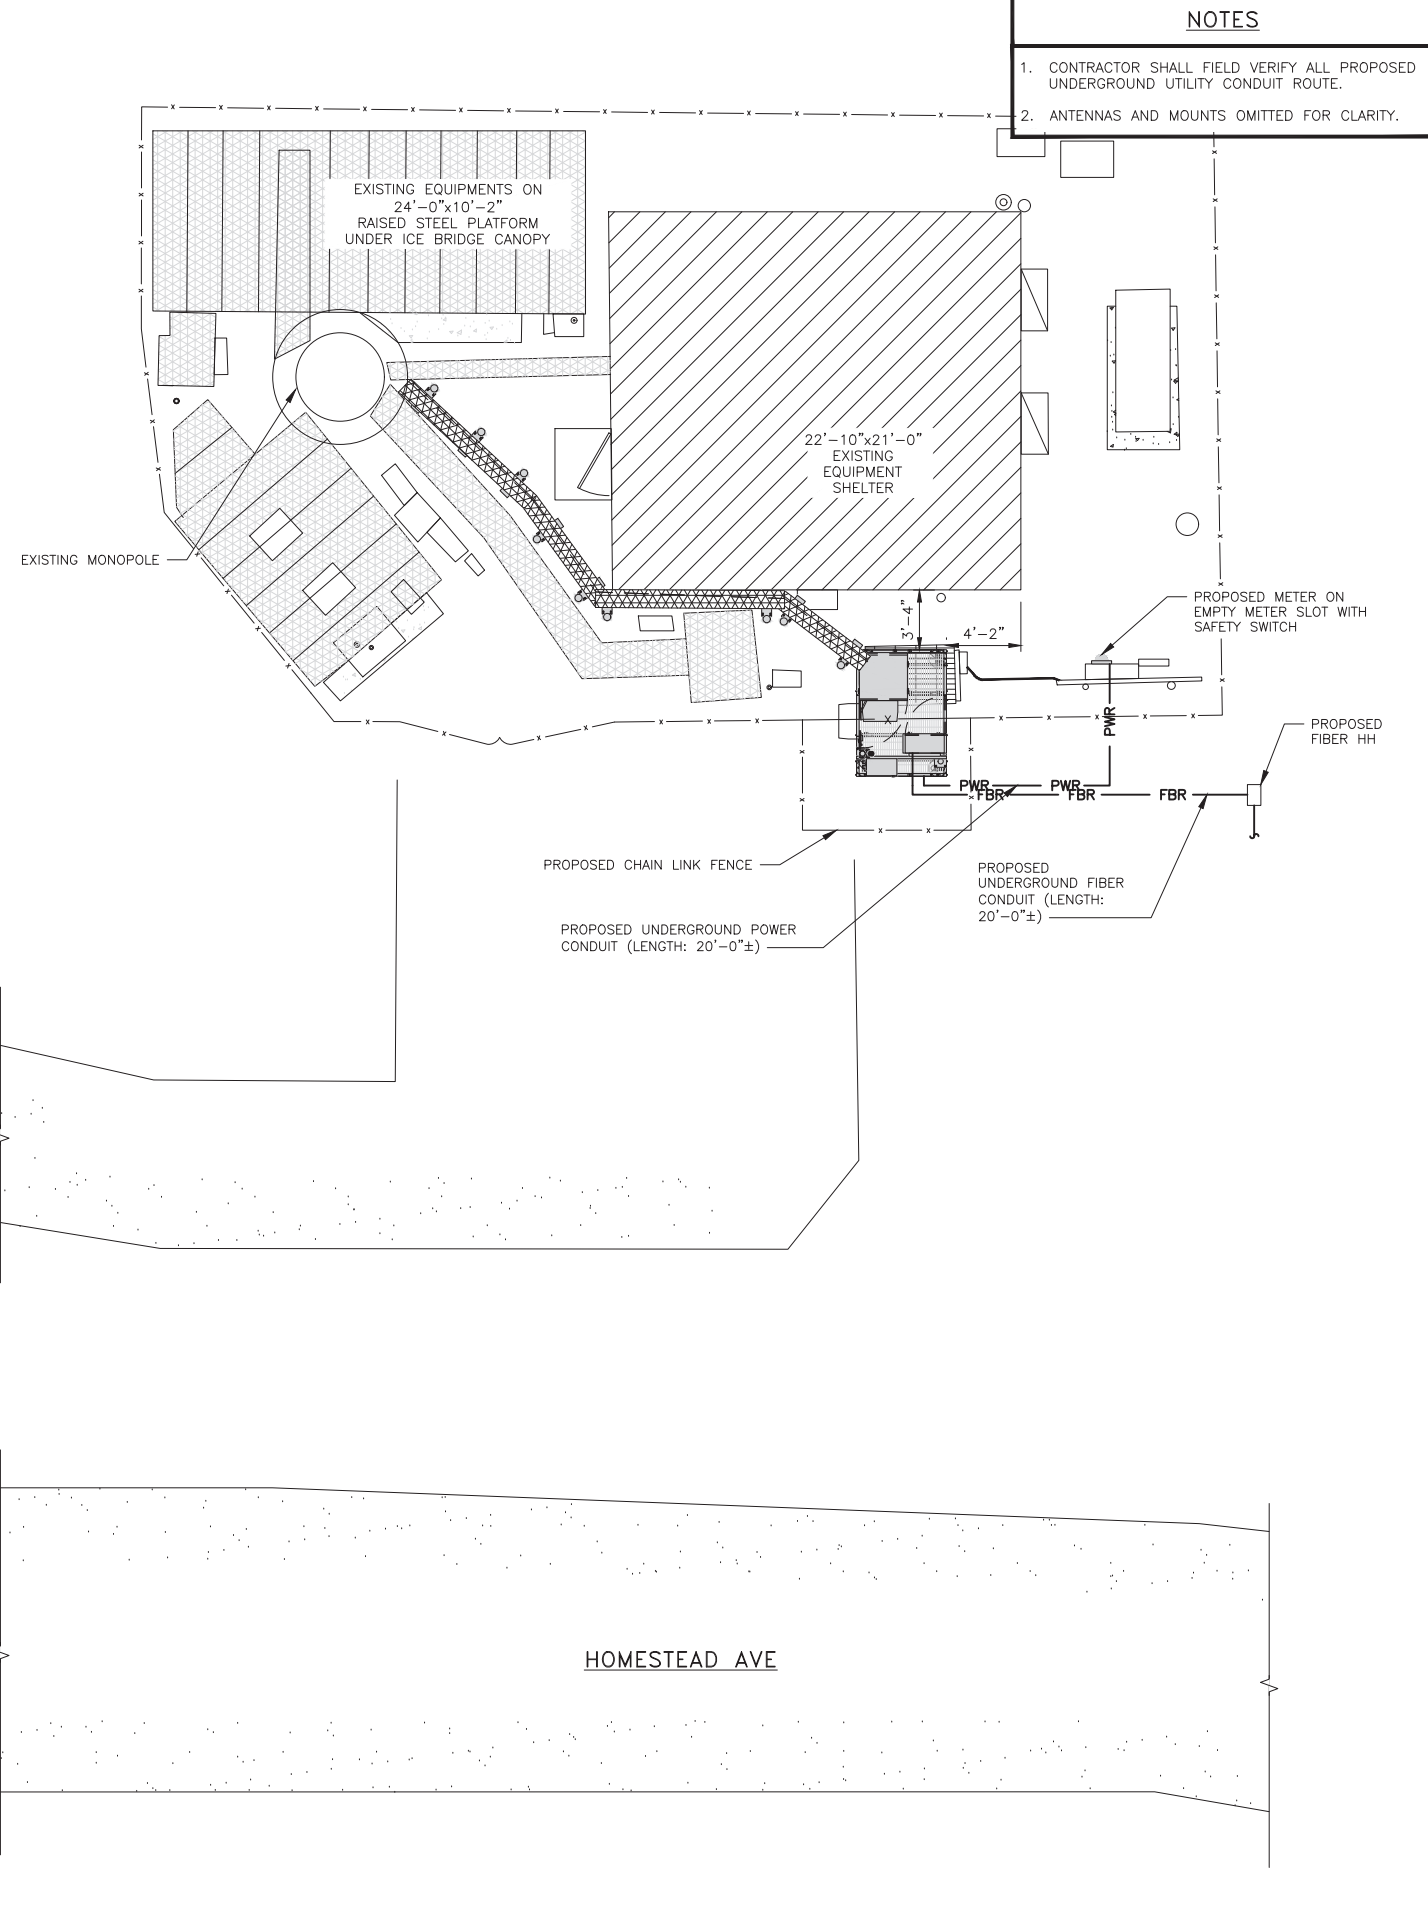 NOTES
1. CONTRACTOR SHALL FIELD VERIFY ALL PROPOSED
UNDERGROUND UTILITY CONDUIT ROUTE.
2. ANTENNAS AND MOUNTS OMITTED FOR CLARITY.
EXISTING EQUIPMENTS ON
24'-0"x10'-2"
RAISED STEEL PLATFORM
UNDER ICE BRIDGE CANOPY
22'-10"x21'-0"
EXISTING
EQUIPMENT
SHELTER
EXISTING MONOPOLE
3'-4"
4'-2"
PROPOSED METER ON
EMPTY METER SLOT WITH
SAFETY SWITCH
PWR
PROPOSED
FIBER HH
PWR PWR
FBR FBR FBR
PROPOSED CHAIN LINK FENCE
PROPOSED
UNDERGROUND FIBER
CONDUIT (LENGTH:
20'-0"±)
PROPOSED UNDERGROUND POWER
CONDUIT (LENGTH: 20'-0"±)
HOMESTEAD AVE